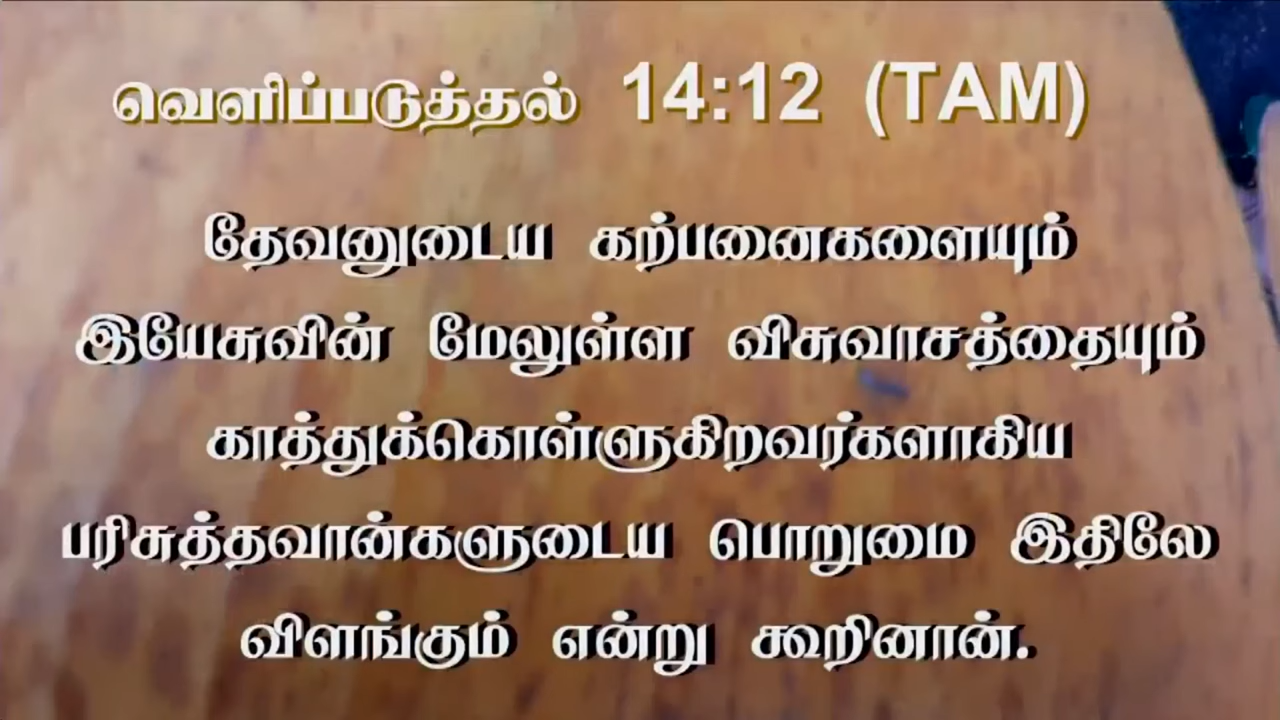 வெளிப்படுத்தல் 14:12 (TAM)
தேவனுடைய கற்பனைகளையும்
இயேசுவின் மேலுள்ள விசுவாசத்தையும்
காத்துக்கொள்ளுகிறவர்களாகிய
பரிசுத்தவான்களுடைய பொறுமை இதிலே
விளங்கும் என்று கூறினான்.